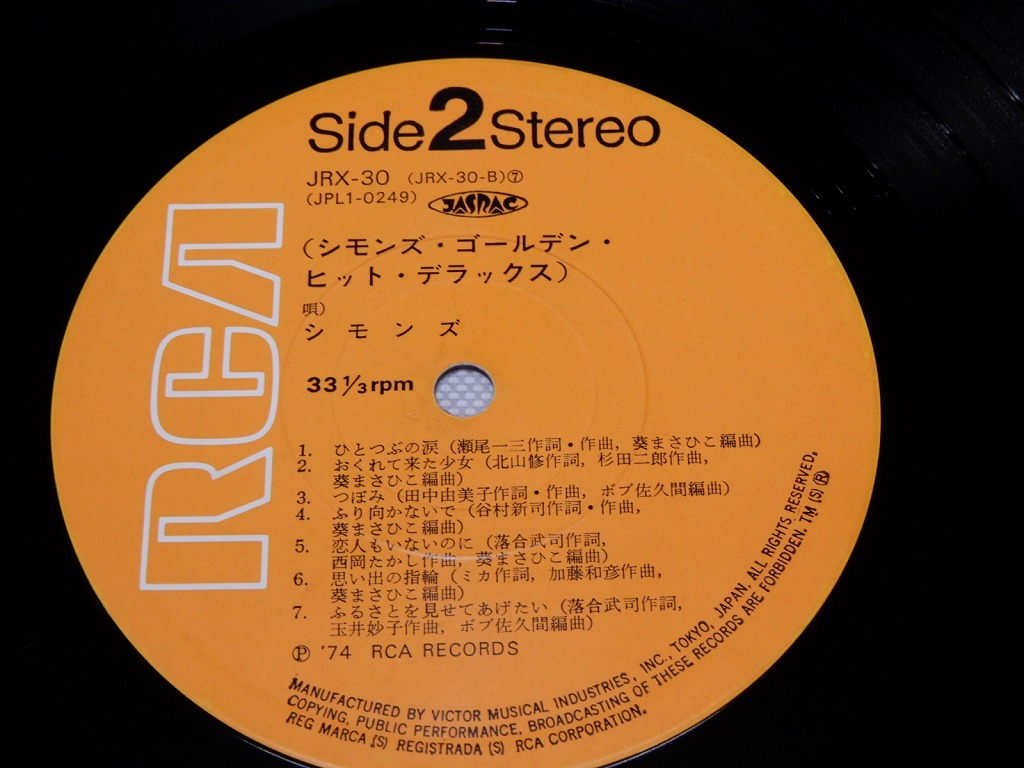 Side 2 Stereo
JRX-30 (JRX-30-B)⑦
(JPL1-0249) JASRAC
(シモンズ・ゴールデン・
ヒット・デラックス)
唄)
シモンズ
33 1/3 rpm
RCA
1. ひとつぶの涙 (瀬尾一三作詞・作曲, 葵まさひこ編曲)
2. おくれて来た少女 (北山修作詞, 杉田二郎作曲,
葵まさひこ編曲)
3. つぼみ (田中由美子作詞・作曲, ボブ佐久間編曲)
4. ふり向かないで (谷村新司作詞・作曲,
葵まさひこ編曲)
5. 恋人もいないのに (落合武司作詞,
西岡たかし作曲, 葵まさひこ編曲)
6. 思い出の指輪 (ミカ作詞, 加藤和彦作曲,
葵まさひこ編曲)
7. ふるさとを見せてあげたい (落合武司作詞,
玉井妙子作曲, ボブ佐久間編曲)
Ⓟ '74 RCA RECORDS
MANUFACTURED BY VICTOR MUSICAL INDUSTRIES, INC., TOKYO, JAPAN. ALL RIGHTS RESERVED.
COPYING, PUBLIC PERFORMANCE, BROADCASTING OF THESE RECORDS ARE FORBIDDEN. TM (S) ®
REG MARCA (S) REGISTRADA (S) RCA CORPORATION.